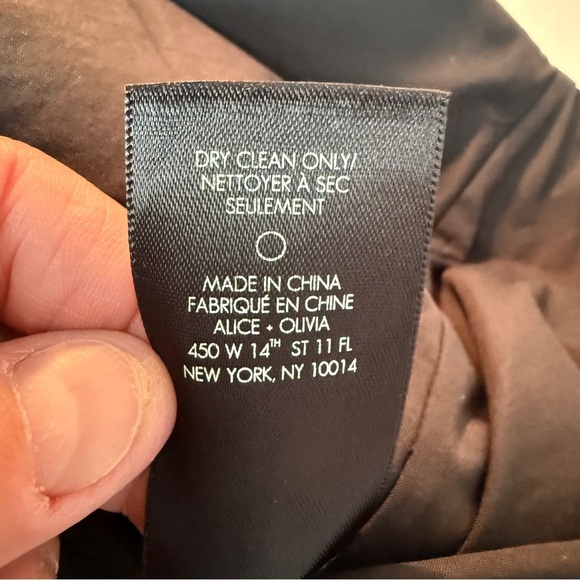 DRY CLEAN ONLY/
NETTOYER À SEC
SEULEMENT
MADE IN CHINA
FABRIQUÉ EN CHINE
ALICE + OLIVIA
450 W 14TH ST 11 FL
NEW YORK, NY 10014